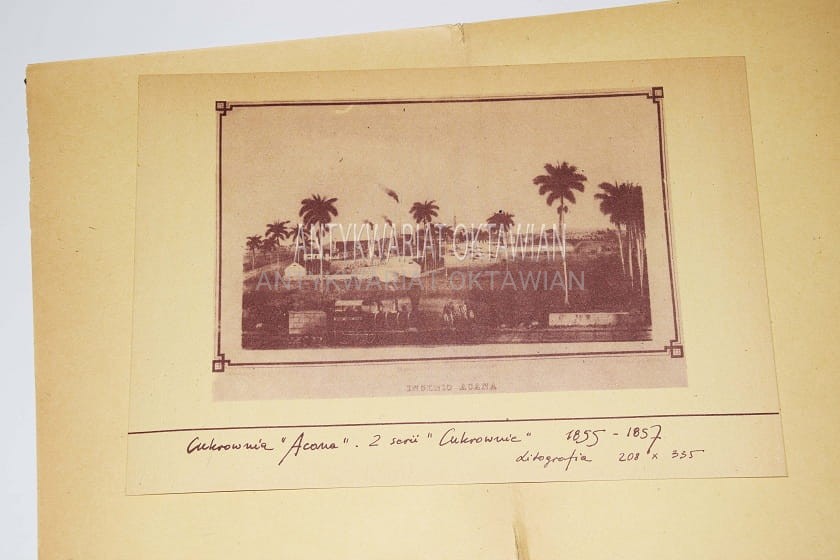 ANTYKWARIAT OKTAWIAN
ANTYKWARIAT OKTAWIAN
INGENIO ACANA
Cukrownia "Acana". Z serii "Cukrownie" 1855 - 1857
Litografia 208 x 335